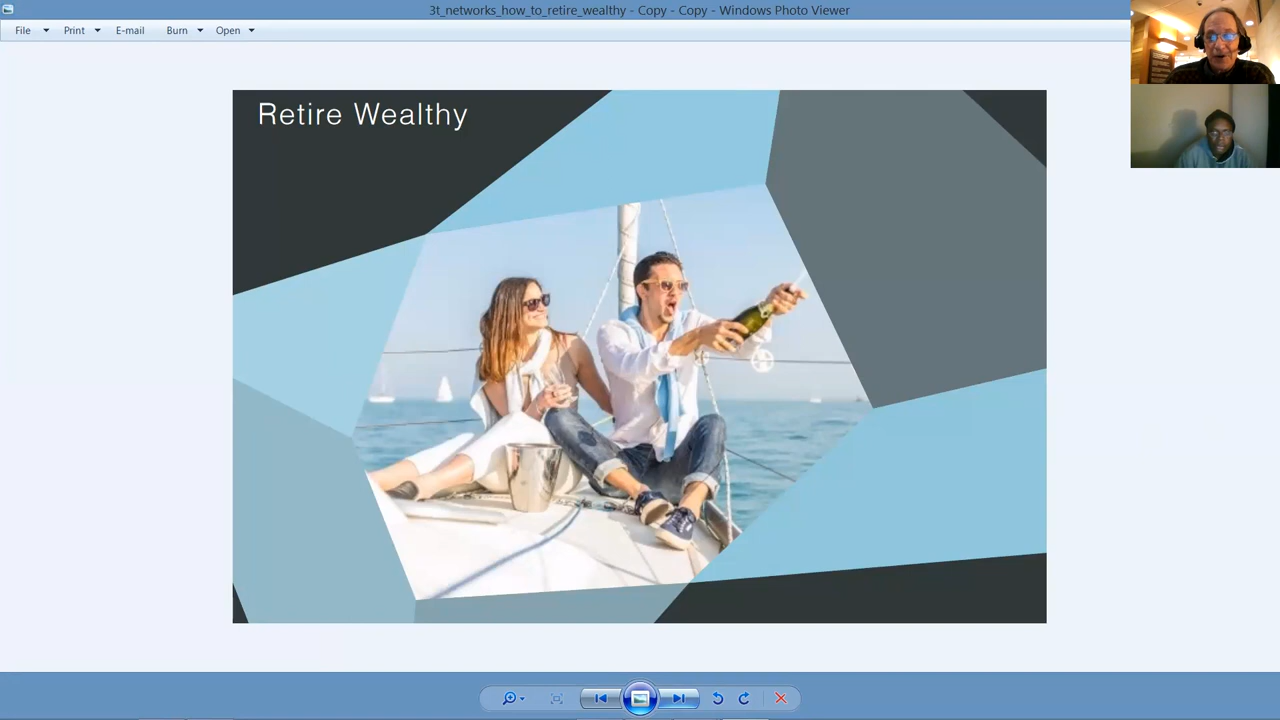 3t_networks_how_to_retire_wealthy - Copy - Copy - Windows Photo Viewer
File Print E-mail Burn Open
Retire Wealthy